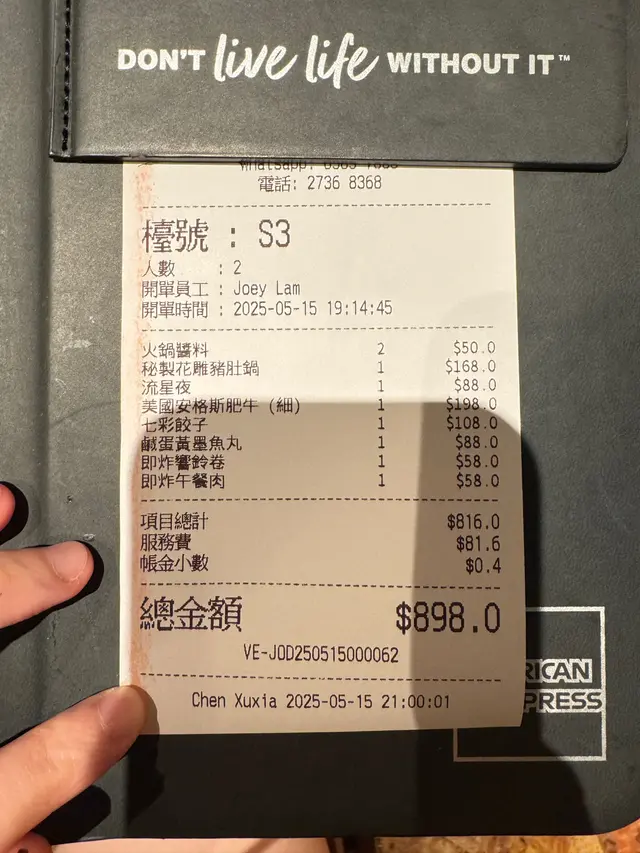 DON'T live life WITHOUT IT™
電話: 2736 8368
檯號 : S3
人數 : 2
開單員工 : Joey Lam
開單時間 : 2025-05-15 19:14:45
火鍋醬料 2 $50.0
秘製花雕豬肚鍋 1 $168.0
流星夜 1 $88.0
美國安格斯肥牛 (細) 1 $198.0
七彩餃子 1 $108.0
鹹蛋黃墨魚丸 1 $88.0
即炸響鈴卷 1 $58.0
即炸午餐肉 1 $58.0
項目總計 $816.0
服務費 $81.6
帳金小數 $0.4
總金額 $898.0
VE-JOD250515000062
Chen Xuxia 2025-05-15 21:00:01
RICAN
PRESS